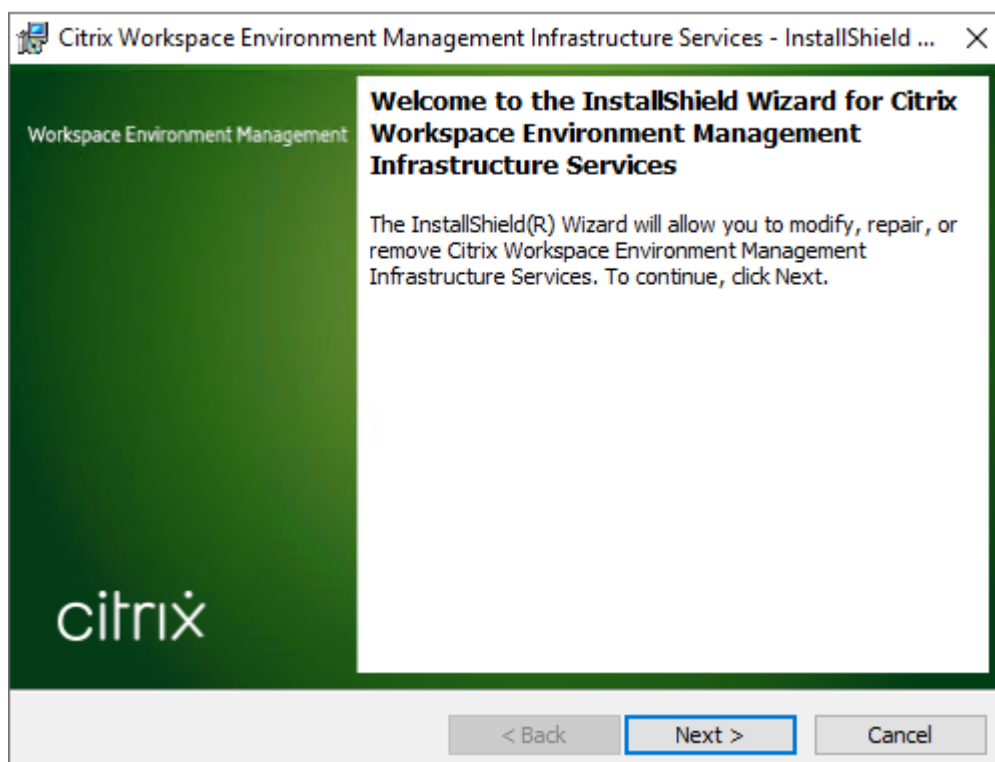 Citrix Workspace Environment Management Infrastructure Services - InstallShield ...
Workspace Environment Management
Welcome to the InstallShield Wizard for Citrix
Workspace Environment Management
Infrastructure Services
The InstallShield(R) Wizard will allow you to modify, repair, or
remove Citrix Workspace Environment Management
Infrastructure Services. To continue, click Next.
citrix
< Back
Next >
Cancel